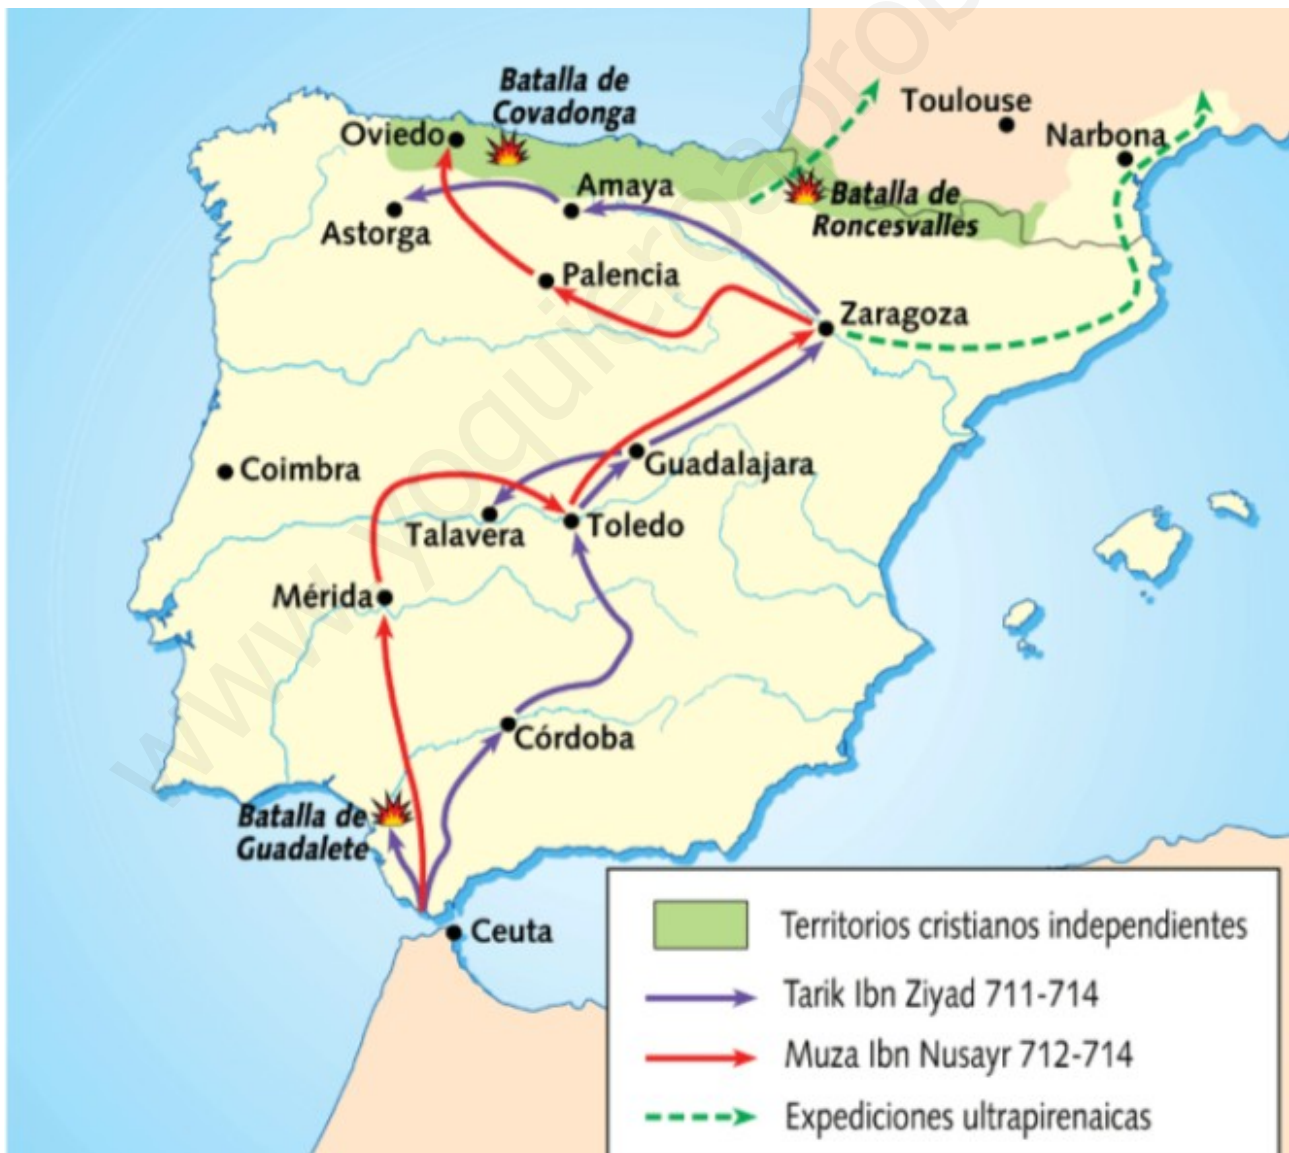 Batalla de
Covadonga
Oviedo
Toulouse
Narbona
Amaya
Batalla de
Roncesvalles
Astorga
Palencia
Zaragoza
Coimbra
Guadalajara
Talavera
Toledo
Mérida
Córdoba
Batalla de
Guadalete
Ceuta
Territorios cristianos independientes
Tarik Ibn Ziyad 711-714
Muza Ibn Nusayr 712-714
Expediciones ultrapirenaicas
www.yoquieroaprob